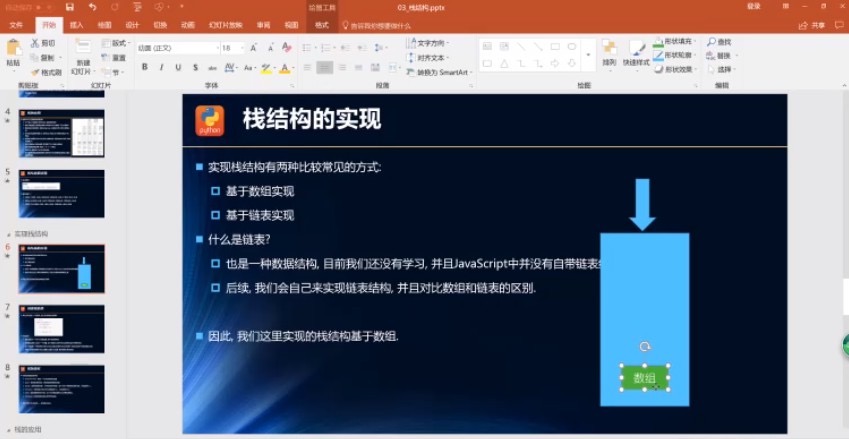 绘图工具
03_栈结构.pptx
登录
文件
开始
插入
绘图
设计
切换
动画
幻灯片放映
审阅
视图
格式
告诉我你想要做什么
共享
粘贴
剪切
复制
格式刷
剪贴板
新建
幻灯片
版式
重置
节
幻灯片
18
B I U S abc AV Aa A
字体
文字方向
对齐文本
转换为 SmartArt
段落
排列
快速样式
形状填充
形状轮廓
形状效果
绘图
查找
替换
选择
编辑
4
5
实现栈结构
6
7
8
栈的应用
python
栈结构的实现
实现栈结构有两种比较常见的方式:
基于数组实现
基于链表实现
什么是链表?
也是一种数据结构, 目前我们还没有学习, 并且JavaScript中并没有自带链表
后续, 我们会自己来实现链表结构, 并且对比数组和链表的区别.
因此, 我们这里实现的栈结构基于数组.
数组